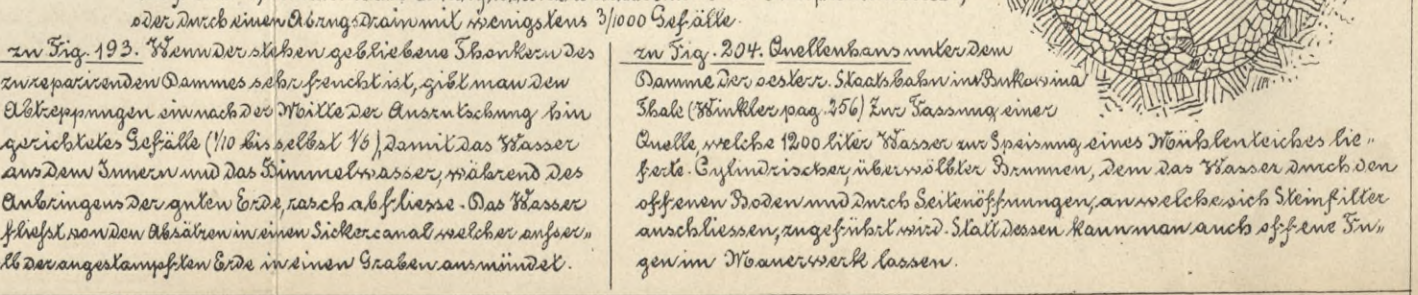 oder durch einen Abzugsdrain mit wenigstens 3/1000 Gefälle.
zu Fig. 193. Wenn der stehen gebliebene Thonkern des
zu reparirenden Dammes sehr feucht ist, gibt man den
Abtreppungen ein nach der Mitte der Ausrutschung hin
gerichtetes Gefälle (1/10 bis selbst 1/5), damit das Wasser
aus dem Innern und das Himmelwasser, während des
Anbringens der guten Erde, rasch abfliesse. Das Wasser
fliefst von den Absätzen in einen Sickercanal welcher aufser„
lb der angestampften Erde in einen Graben ausmündet.
zu Fig. 204. Quellenhaus unter dem
Damme der oesterr. Staatsbahn im Bukowina
Thale (Winkler pag. 256) Zur Fassung einer
Quelle, welche 1200 liter Wasser zur Speisung eines Mühlenteiches lie„
ferte. Cylindrischer, überwölbter Brunnen, dem das Wasser durch den
offenen Boden und durch Seitenöffnungen, an welche sich Steinfilter
anschliessen, zugeführt wird. Statt dessen kann man auch offene Fu„
gen im Mauerwerk lassen.